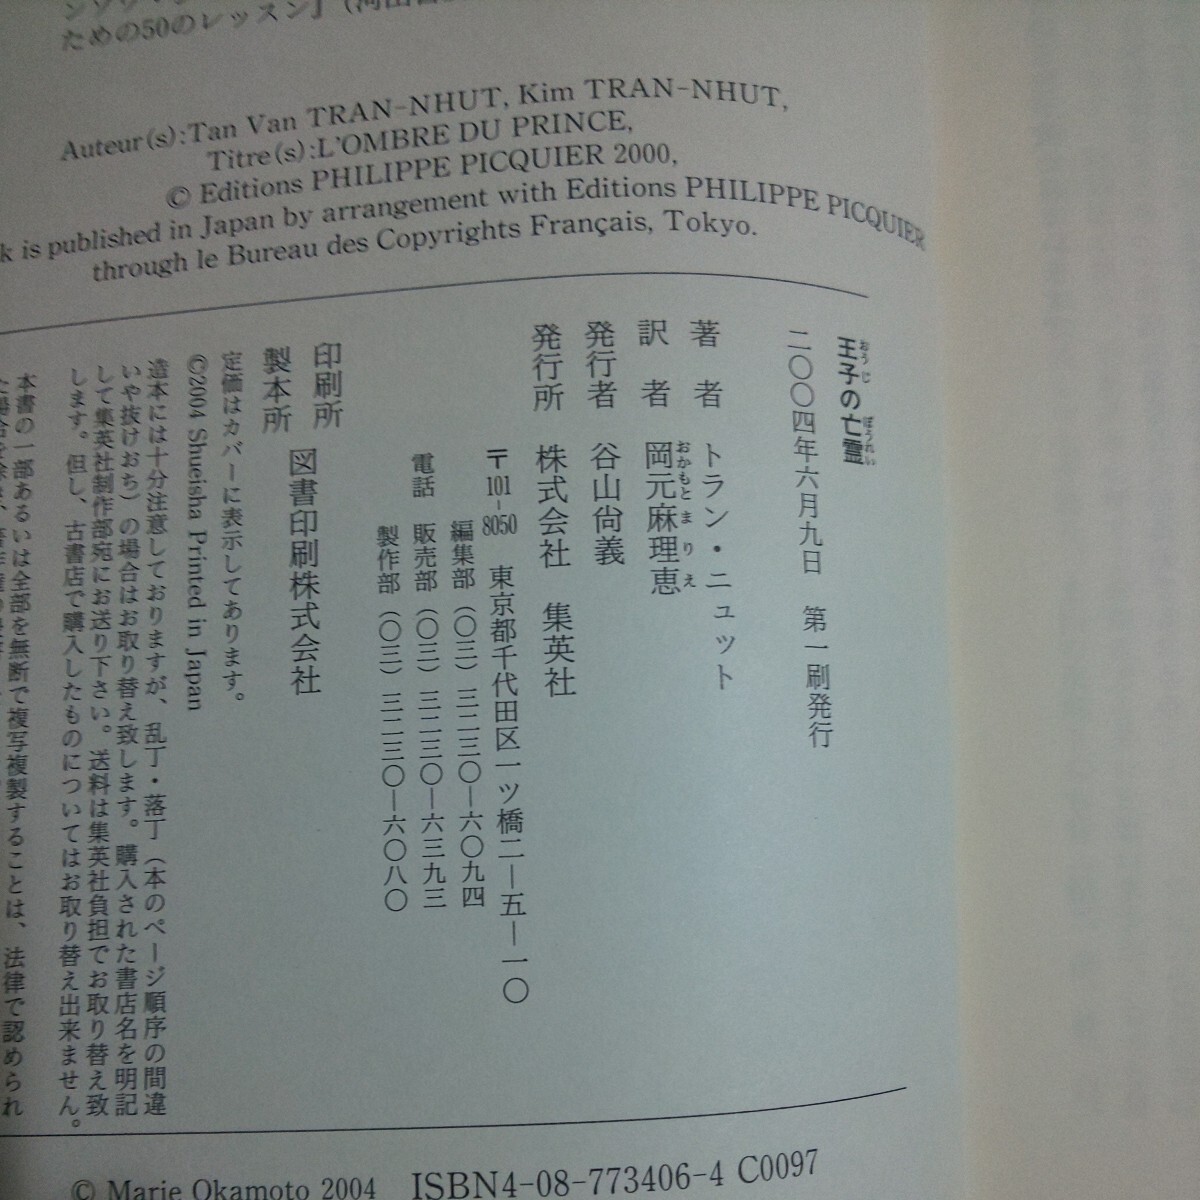 ための50のレッスン』
Auteur(s):Tan Van TRAN-NHUT, Kim TRAN-NHUT,
Titre(s):L'OMBRE DU PRINCE,
© Editions PHILIPPE PICQUIER 2000,
k is published in Japan by arrangement with Editions PHILIPPE PICQUIER
through le Bureau des Copyrights Français, Tokyo.
王子の亡霊
おうじ ぼうれい
二〇〇四年六月九日 第一刷発行
著者 トラン・ニュット
訳者 岡元麻理恵
おかもとまりえ
発行者 谷山尚義
発行所 株式会社 集英社
〒101-8050 東京都千代田区一ツ橋二―五―一〇
編集部(〇三)三二三〇―六〇九四
電話 販売部(〇三)三二三〇―六三九三
製作部(〇三)三二三〇―六〇八〇
印刷所
製本所 図書印刷株式会社
定価はカバーに表示してあります。
©2004 Shueisha Printed in Japan
造本には十分注意しておりますが、乱丁・落丁(本のページ順序の間違
いや抜けおち)の場合はお取り替え致します。購入された書店名を明記
して集英社制作部宛にお送り下さい。送料は集英社負担でお取り替え致
します。但し、古書店で購入したものについてはお取り替え出来ません。
本書の一部あるいは全部を無断で複写複製することは、法律で認められ
© Marie Okamoto 2004 ISBN4-08-773406-4 C0097